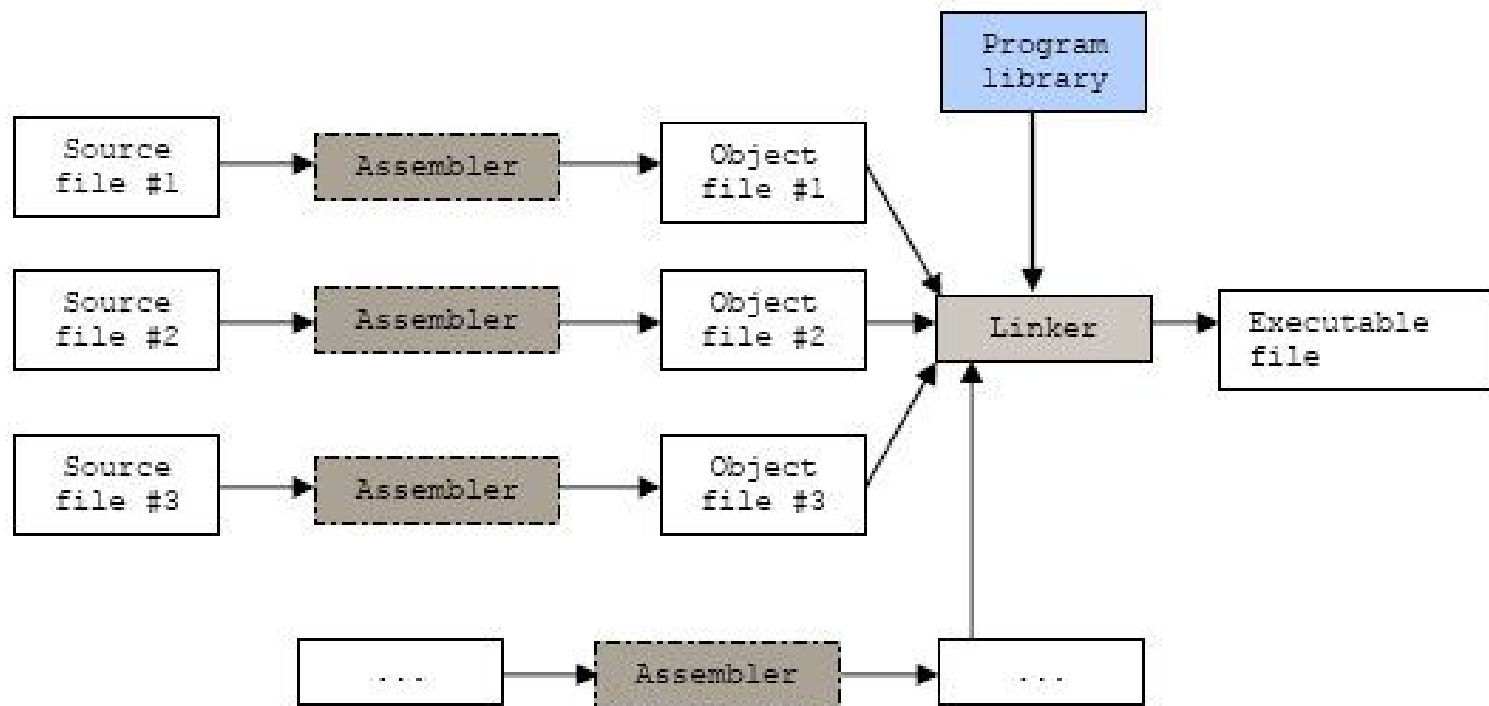 Program
library
Source
file #1
Assembler
Object
file #1
Source
file #2
Assembler
Object
file #2
Linker
Executable
file
Source
file #3
Assembler
Object
file #3
...
Assembler
...